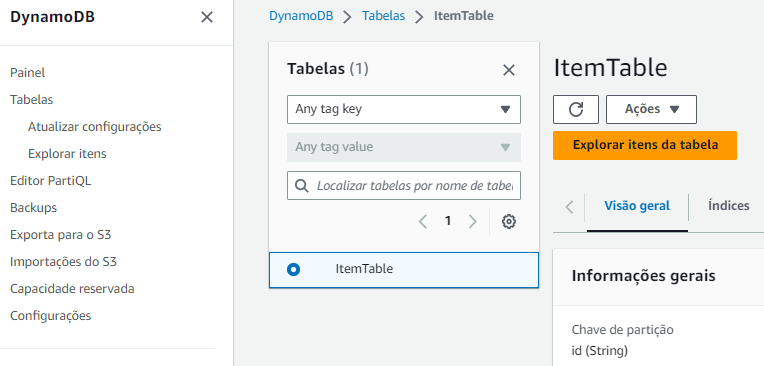 DynamoDB
Painel
Tabelas
Atualizar configurações
Explorar itens
Editor PartiQL
Backups
Exporta para o S3
Importações do S3
Capacidade reservada
Configurações
DynamoDB > Tabelas > ItemTable
Tabelas (1)
Any tag key
Any tag value
Localizar tabelas por nome de tabel
1
ItemTable
ItemTable
Ações
Explorar itens da tabela
Visão geral
Índices
Informações gerais
Chave de partição
id (String)